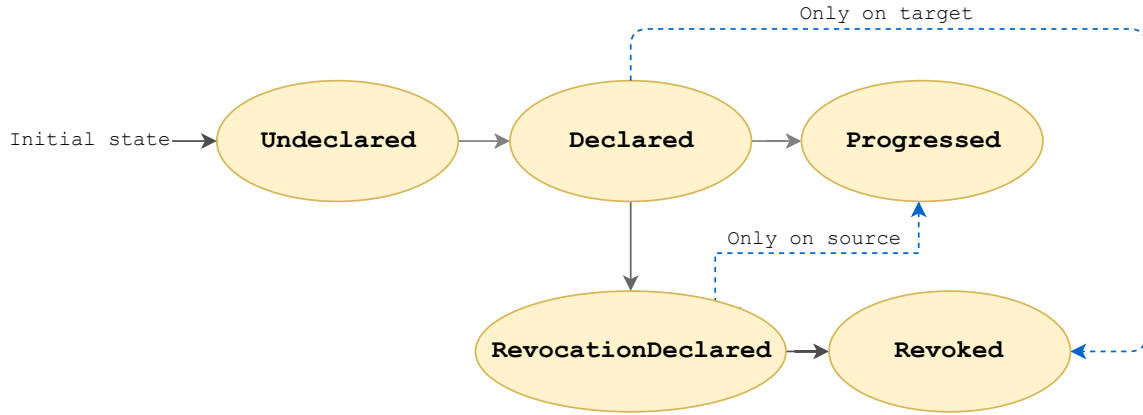 Only on target
Initial state
Undeclared
Declared
Progressed
Only on source
RevocationDeclared
Revoked